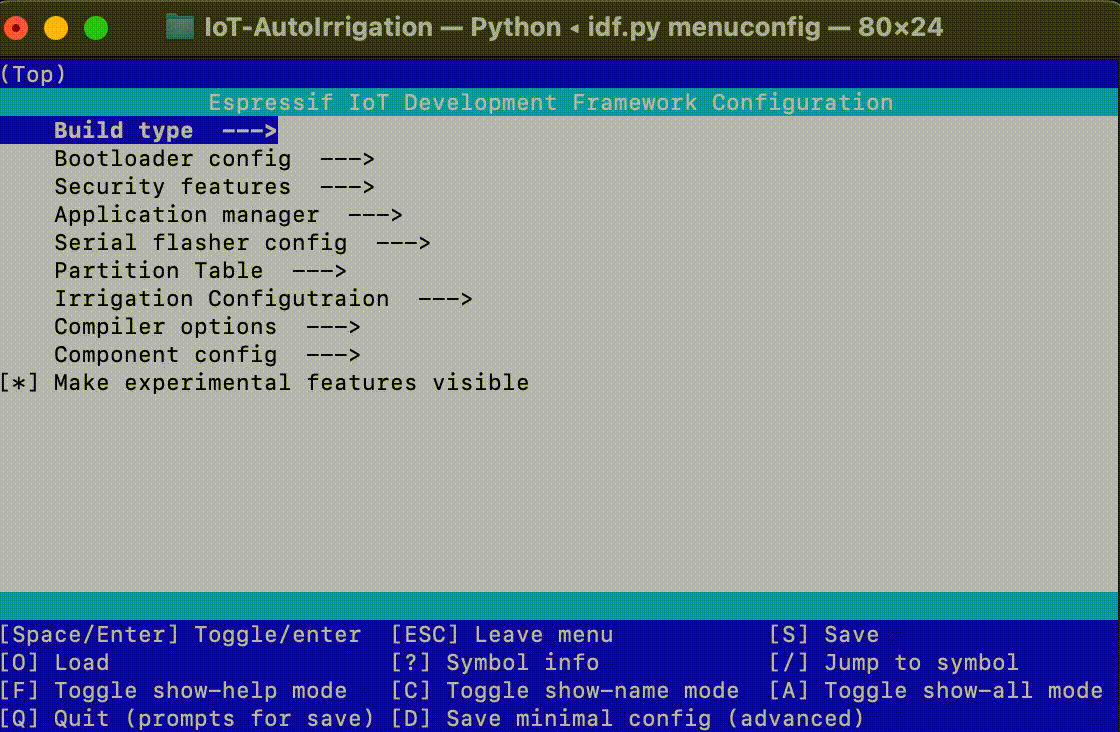 IoT-AutoIrrigation — Python ◂ idf.py menuconfig — 80×24
(Top)
Espressif IoT Development Framework Configuration
Build type --->
Bootloader config --->
Security features --->
Application manager --->
Serial flasher config --->
Partition Table --->
Irrigation Configutraion --->
Compiler options --->
Component config --->
[*] Make experimental features visible
[Space/Enter] Toggle/enter [ESC] Leave menu [S] Save
[O] Load [?] Symbol info [/] Jump to symbol
[F] Toggle show-help mode [C] Toggle show-name mode [A] Toggle show-all mode
[Q] Quit (prompts for save) [D] Save minimal config (advanced)